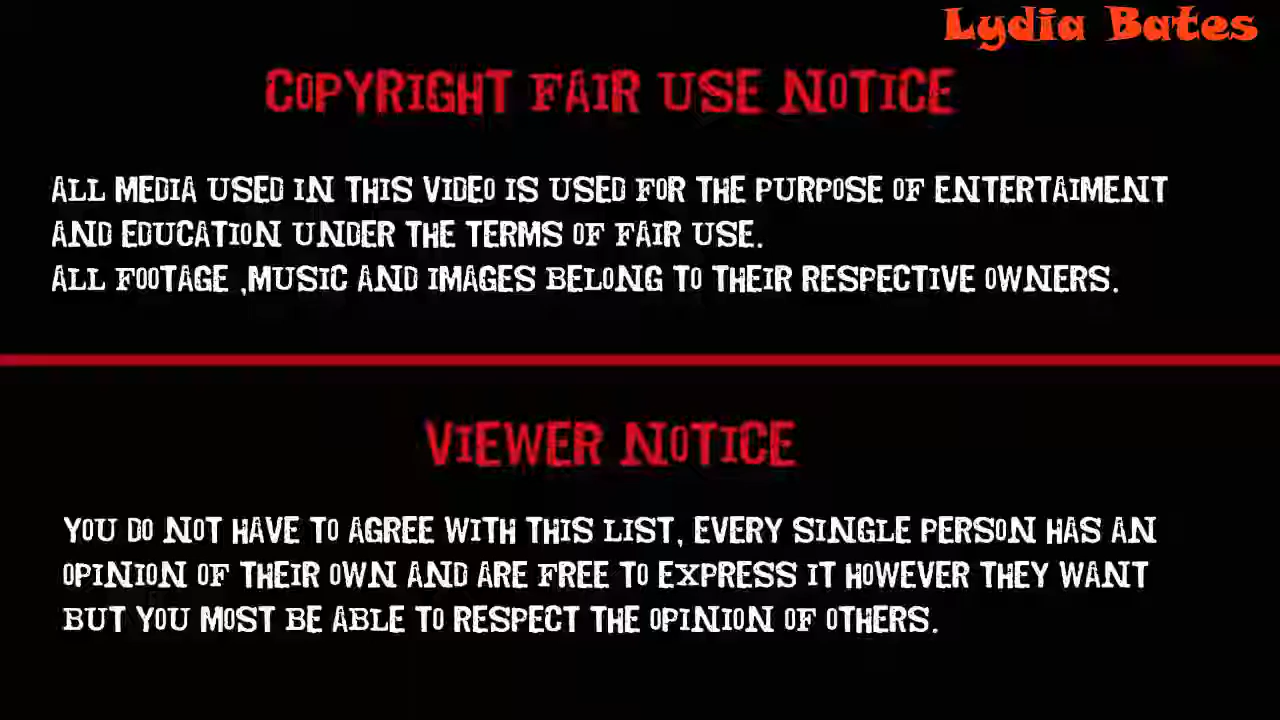 Lydia Bates
COPYRIGHT FAIR USE NOTICE
ALL MEDIA USED IN THIS VIDEO IS USED FOR THE PURPOSE OF ENTERTAIMENT
AND EDUCATION UNDER THE TERMS OF FAIR USE.
ALL FOOTAGE ,MUSIC AND IMAGES BELONG TO THEIR RESPECTIVE OWNERS.
VIEWER NOTICE
YOU DO NOT HAVE TO AGREE WITH THIS LIST, EVERY SINGLE PERSON HAS AN
OPINION OF THEIR OWN AND ARE FREE TO EXPRESS IT HOWEVER THEY WANT
BUT YOU MOST BE ABLE TO RESPECT THE OPINION OF OTHERS.